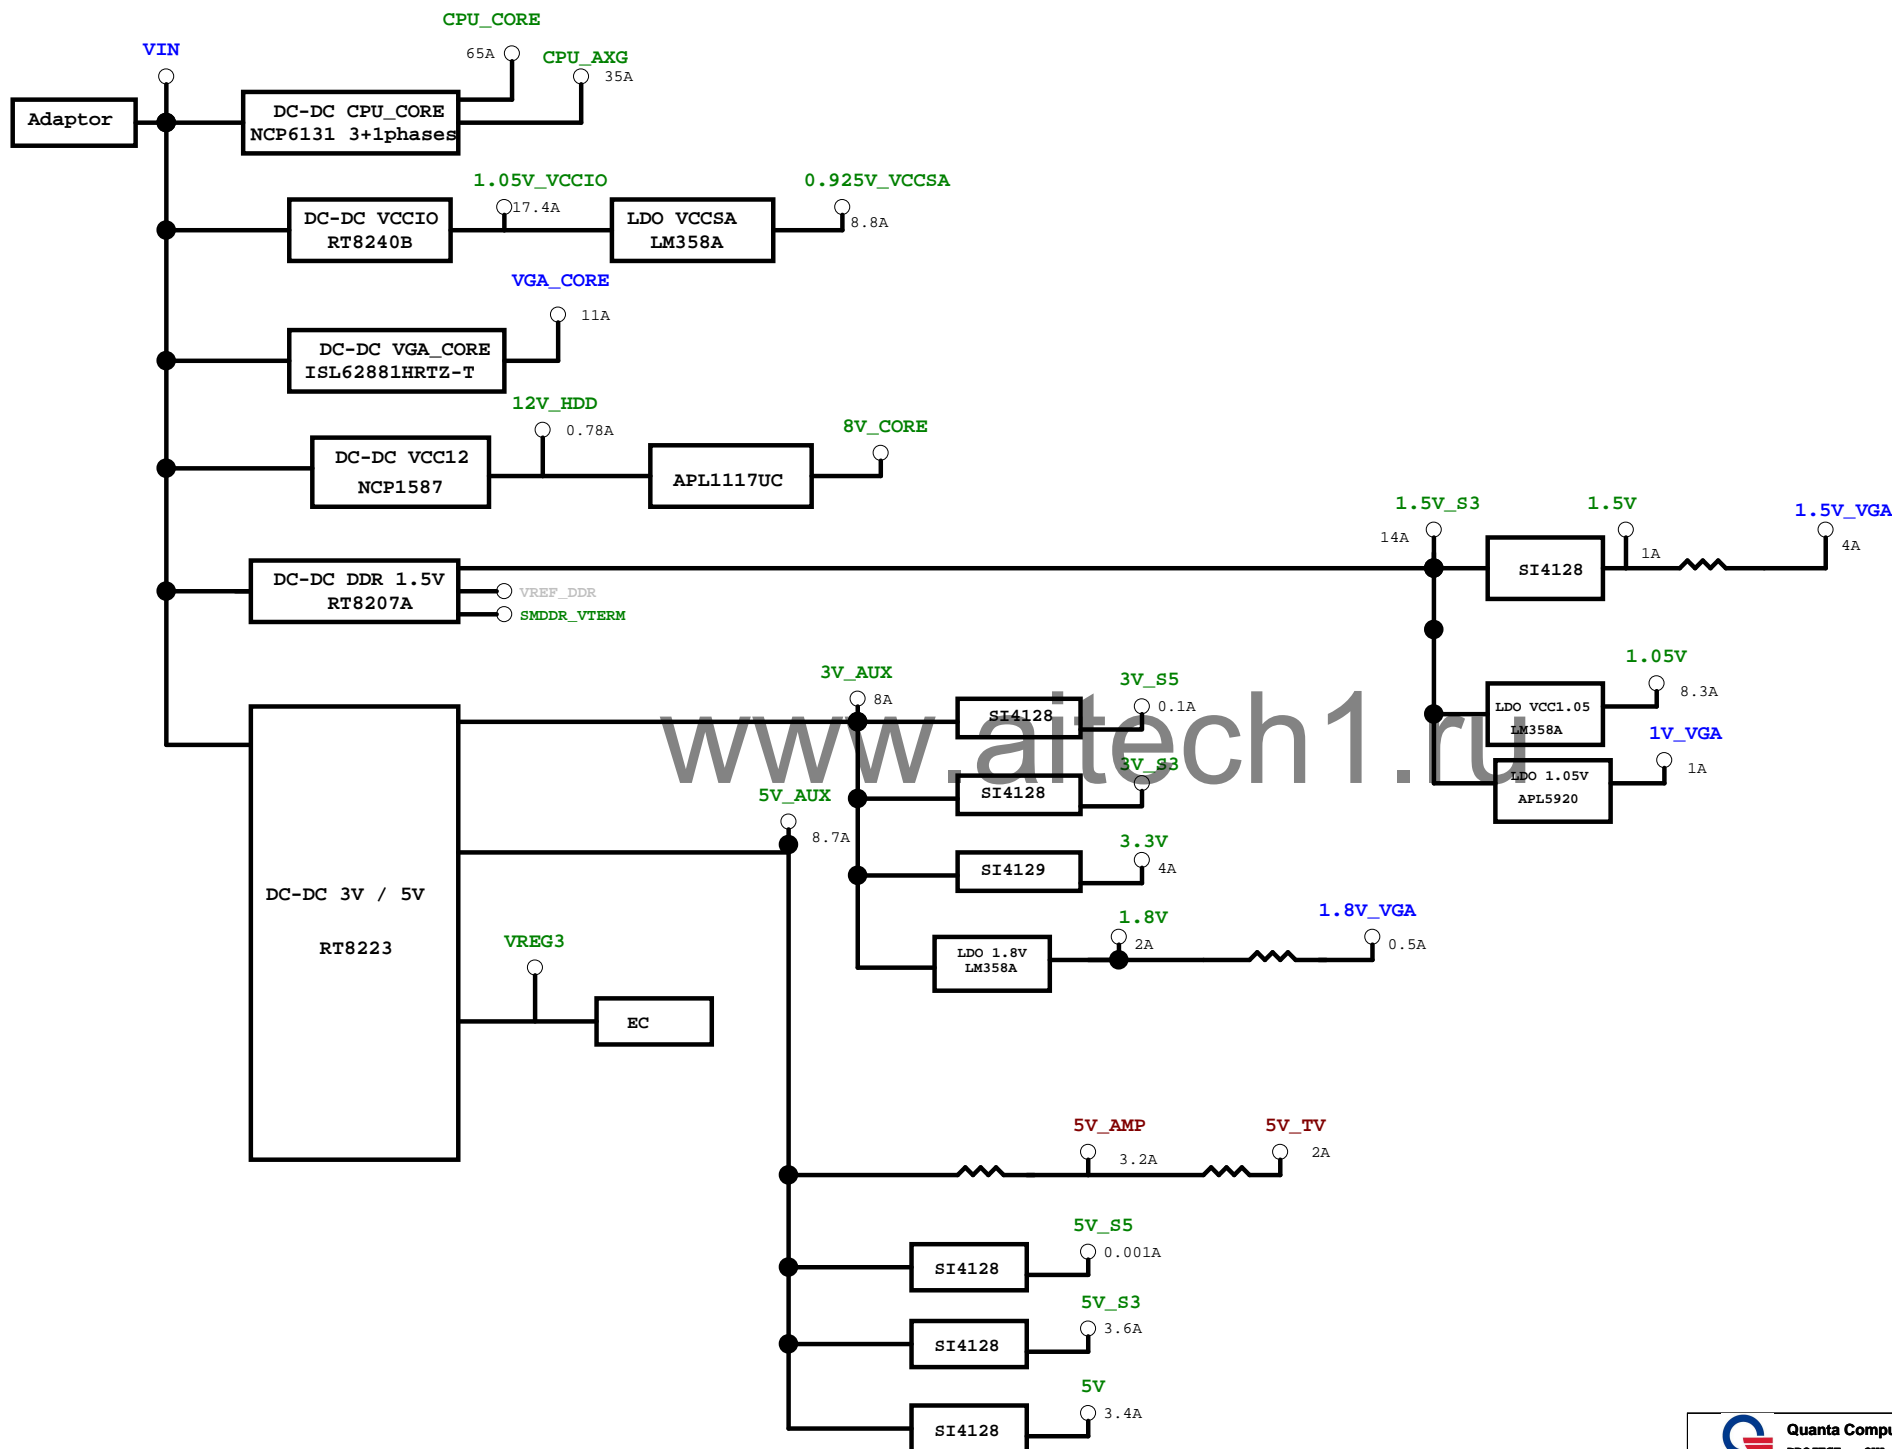 CPU_CORE
65A
VIN
CPU_AXG
35A
Adaptor
DC-DC CPU_CORE
NCP6131 3+1phases
1.05V_VCCIO
17.4A
0.925V_VCCSA
8.8A
DC-DC VCCIO
RT8240B
LDO VCCSA
LM358A
VGA_CORE
11A
DC-DC VGA_CORE
ISL62881HRTZ-T
12V_HDD
0.78A
8V_CORE
DC-DC VCC12
NCP1587
APL1117UC
1.5V_S3
14A
1.5V
1A
1.5V_VGA
4A
SI4128
DC-DC DDR 1.5V
RT8207A
VREF_DDR
SMDDR_VTERM
1.05V
8.3A
LDO VCC1.05
LM358A
1V_VGA
1A
LDO 1.05V
APL5920
3V_AUX
8A
3V_S5
0.1A
SI4128
www.aitech1.ru
3V_S3
SI4128
5V_AUX
8.7A
3.3V
4A
SI4129
DC-DC 3V / 5V
RT8223
1.8V
2A
1.8V_VGA
0.5A
LDO 1.8V
LM358A
VREG3
EC
5V_AMP
3.2A
5V_TV
2A
5V_S5
0.001A
SI4128
5V_S3
3.6A
SI4128
5V
3.4A
SI4128
Quanta Compu